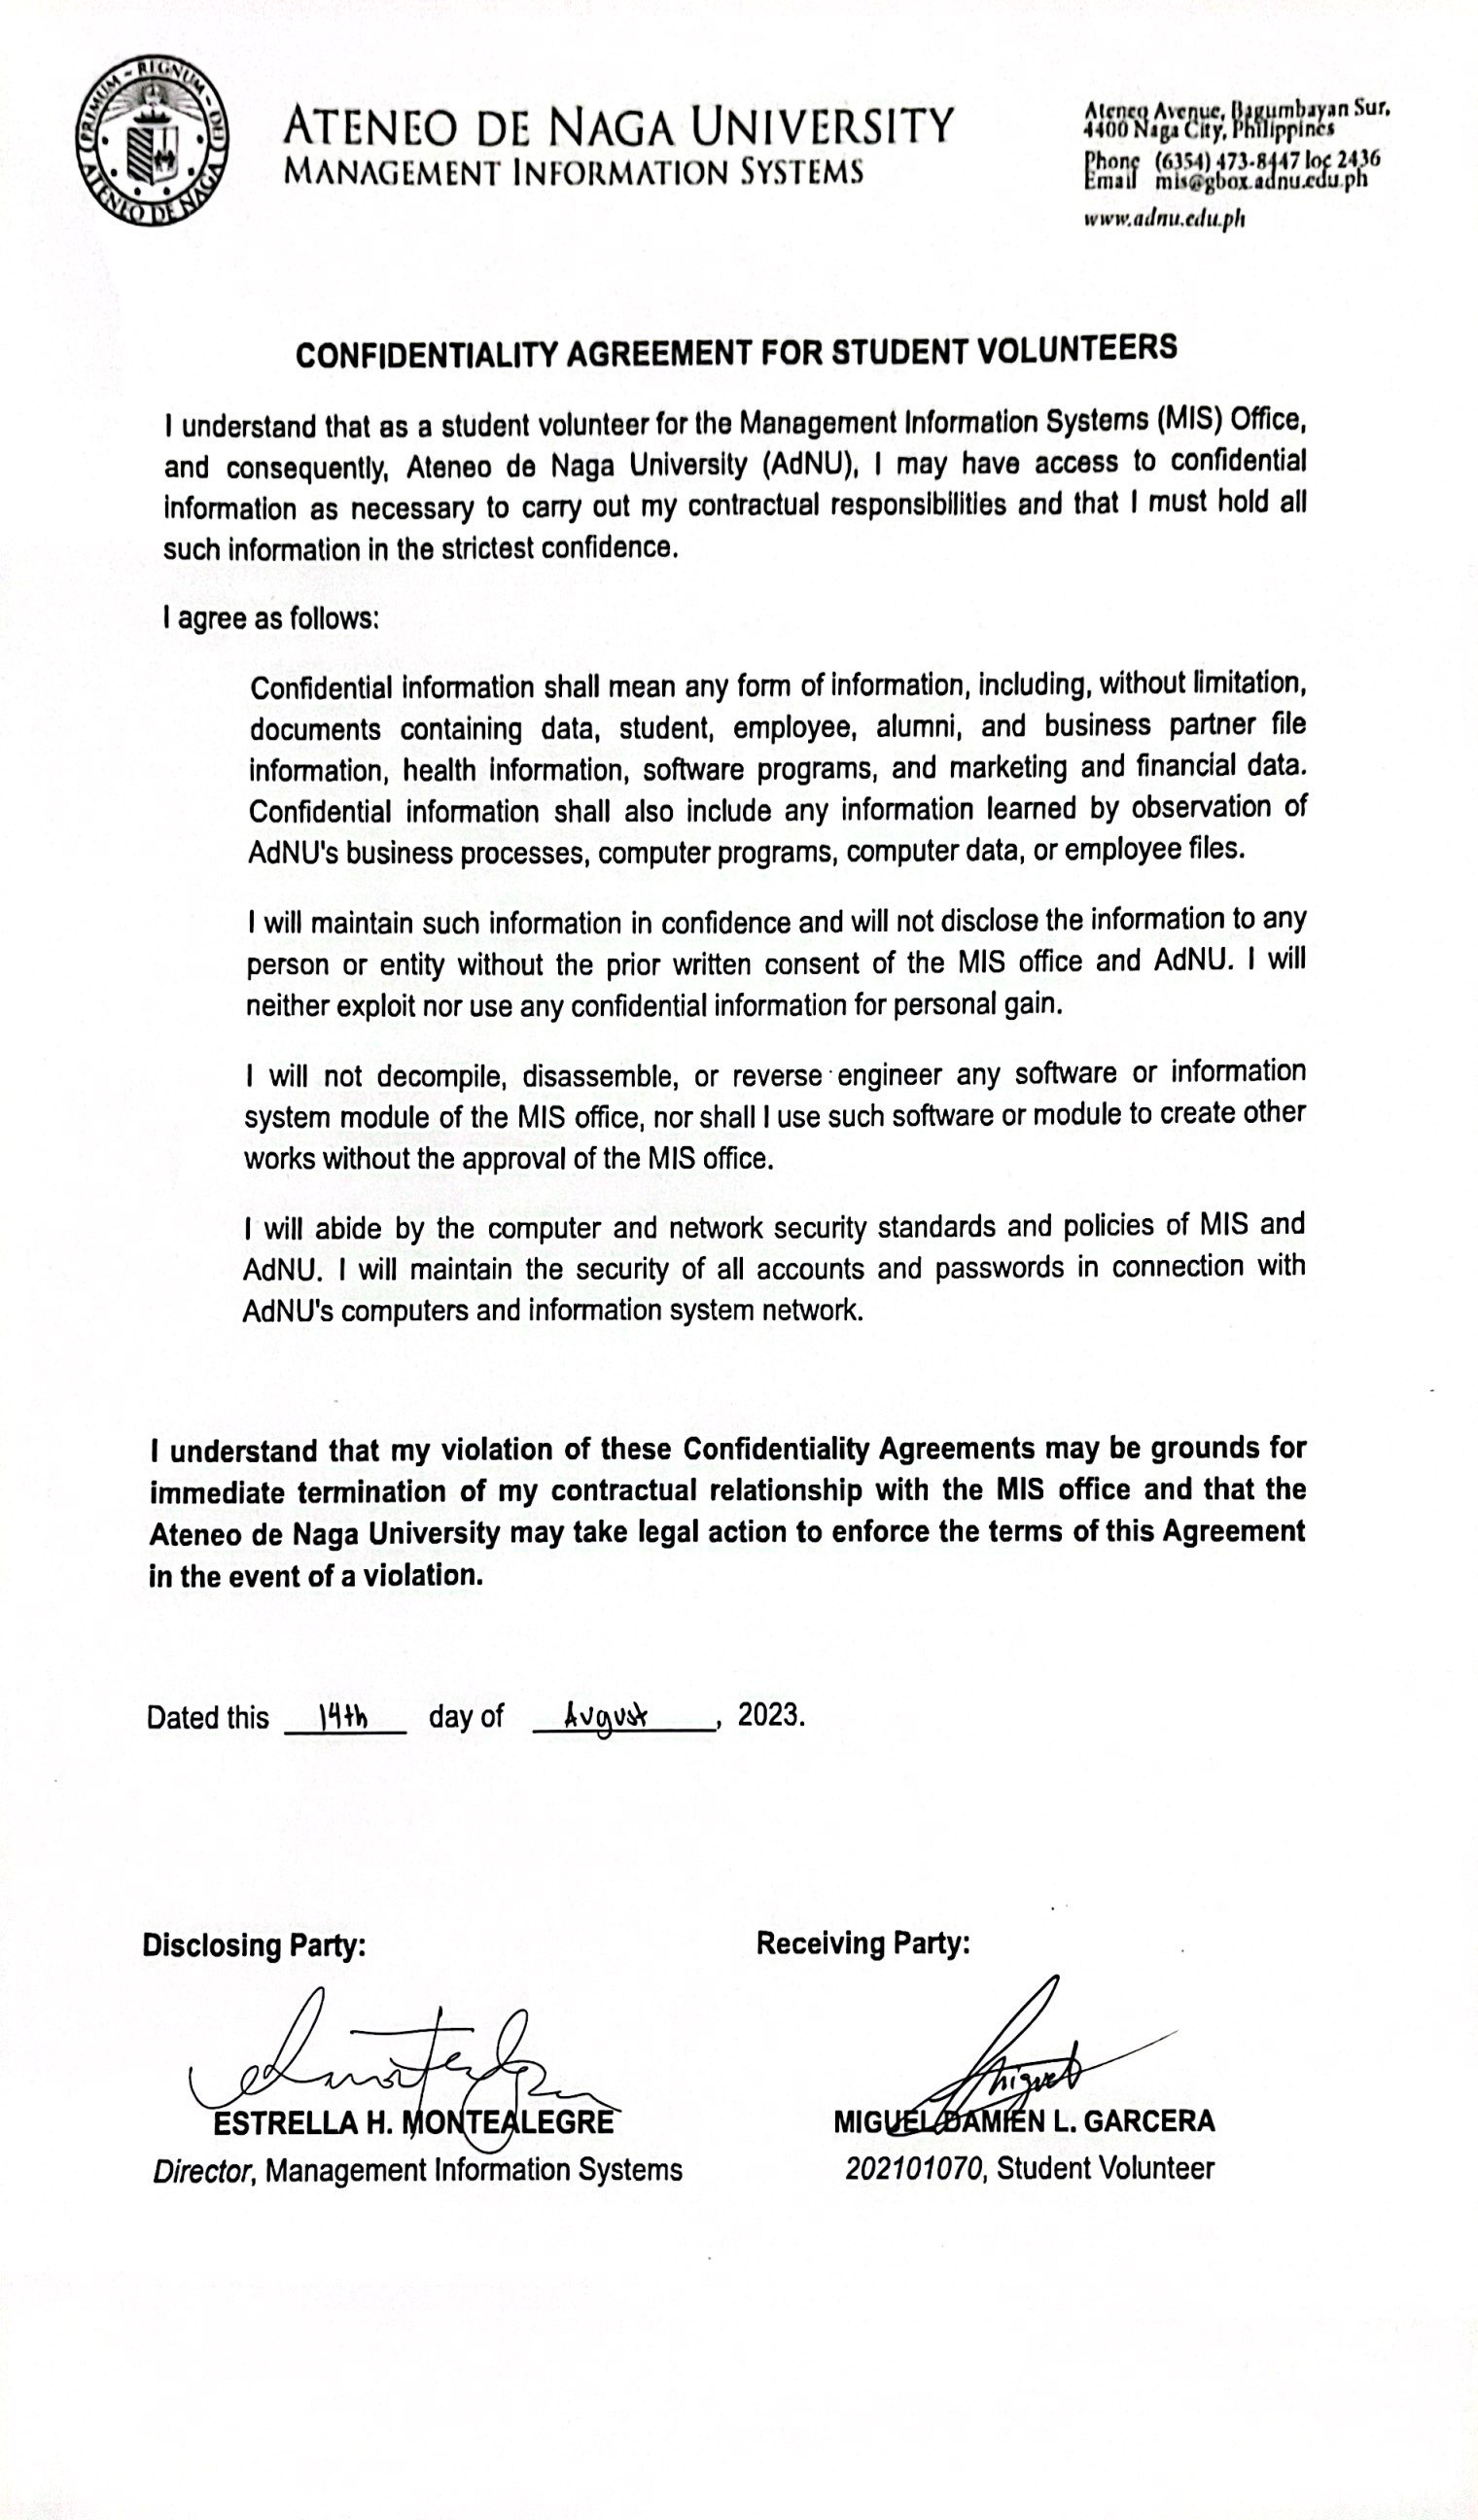 PRIMUM - REGNUM - DEI
ATENEO DE NAGA
ATENEO DE NAGA UNIVERSITY
MANAGEMENT INFORMATION SYSTEMS
Ateneo Avenue, Bagumbayan Sur,
4400 Naga City, Philippines
Phone (6354) 473-8447 loc 2436
Email mis@gbox.adnu.edu.ph
www.adnu.edu.ph
CONFIDENTIALITY AGREEMENT FOR STUDENT VOLUNTEERS
I understand that as a student volunteer for the Management Information Systems (MIS) Office,
and consequently, Ateneo de Naga University (AdNU), I may have access to confidential
information as necessary to carry out my contractual responsibilities and that I must hold all
such information in the strictest confidence.
I agree as follows:
Confidential information shall mean any form of information, including, without limitation,
documents containing data, student, employee, alumni, and business partner file
information, health information, software programs, and marketing and financial data.
Confidential information shall also include any information learned by observation of
AdNU's business processes, computer programs, computer data, or employee files.
I will maintain such information in confidence and will not disclose the information to any
person or entity without the prior written consent of the MIS office and AdNU. I will
neither exploit nor use any confidential information for personal gain.
I will not decompile, disassemble, or reverse engineer any software or information
system module of the MIS office, nor shall I use such software or module to create other
works without the approval of the MIS office.
I will abide by the computer and network security standards and policies of MIS and
AdNU. I will maintain the security of all accounts and passwords in connection with
AdNU's computers and information system network.
I understand that my violation of these Confidentiality Agreements may be grounds for
immediate termination of my contractual relationship with the MIS office and that the
Ateneo de Naga University may take legal action to enforce the terms of this Agreement
in the event of a violation.
Dated this 14th day of August, 2023.
Disclosing Party:
Receiving Party:
ESTRELLA H. MONTEALEGRE
MIGUEL DAMIEN L. GARCERA
Director, Management Information Systems
202101070, Student Volunteer